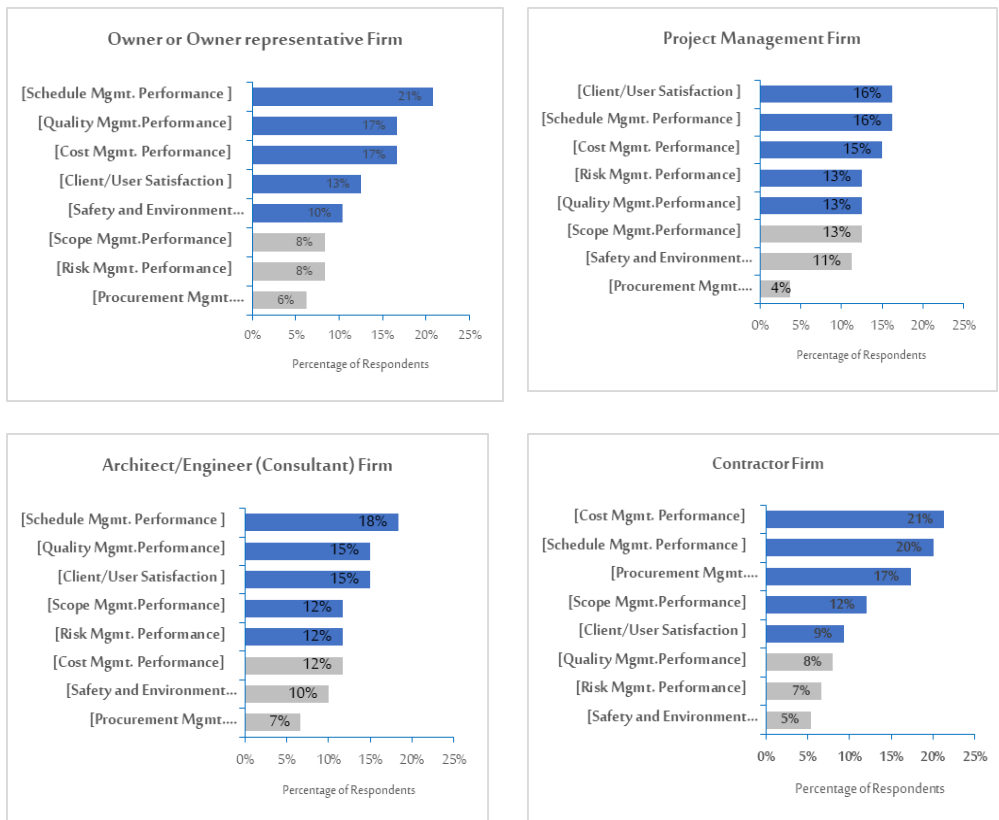 Owner or Owner representative Firm
[Schedule Mgmt. Performance ] 21%
[Quality Mgmt.Performance] 17%
[Cost Mgmt. Performance] 17%
[Client/User Satisfaction ] 13%
[Safety and Environment... 10%
[Scope Mgmt.Performance] 8%
[Risk Mgmt. Performance] 8%
[Procurement Mgmt.... 6%
0% 5% 10% 15% 20% 25%
Percentage of Respondents
Project Management Firm
[Client/User Satisfaction ] 16%
[Schedule Mgmt. Performance ] 16%
[Cost Mgmt. Performance] 15%
[Risk Mgmt. Performance] 13%
[Quality Mgmt.Performance] 13%
[Scope Mgmt.Performance] 13%
[Safety and Environment... 11%
[Procurement Mgmt.... 4%
0% 5% 10% 15% 20% 25%
Percentage of Respondents
Architect/Engineer (Consultant) Firm
[Schedule Mgmt. Performance ] 18%
[Quality Mgmt.Performance] 15%
[Client/User Satisfaction ] 15%
[Scope Mgmt.Performance] 12%
[Risk Mgmt. Performance] 12%
[Cost Mgmt. Performance] 12%
[Safety and Environment... 10%
[Procurement Mgmt.... 7%
0% 5% 10% 15% 20% 25%
Percentage of Respondents
Contractor Firm
[Cost Mgmt. Performance] 21%
[Schedule Mgmt. Performance ] 20%
[Procurement Mgmt.... 17%
[Scope Mgmt.Performance] 12%
[Client/User Satisfaction ] 9%
[Quality Mgmt.Performance] 8%
[Risk Mgmt. Performance] 7%
[Safety and Environment... 5%
0% 5% 10% 15% 20% 25%
Percentage of Respondents